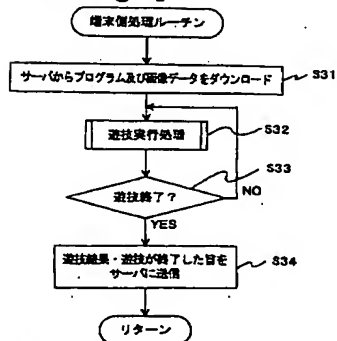 端末側処理ルーチン
サーバからプログラム及び画像データをダウンロード
S31
遊技実行処理
S32
S33
遊技終了？
NO
YES
遊技結果・遊技が終了した旨を
サーバに送信
S34
リターン